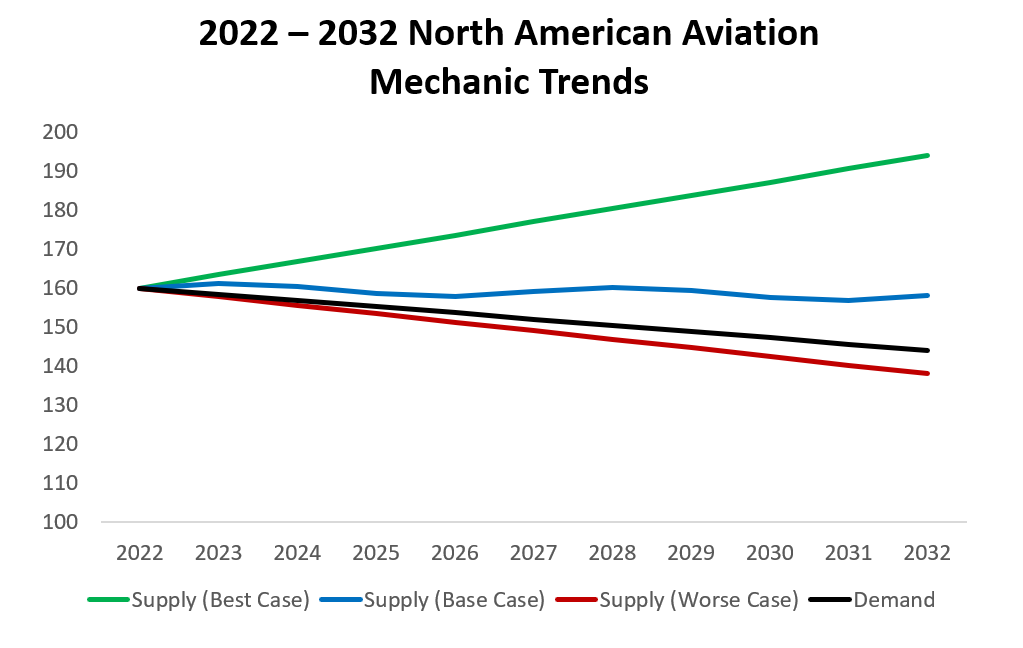 2022 – 2032 North American Aviation
Mechanic Trends
200
190
180
170
160
150
140
130
120
110
100
2022 2023 2024 2025 2026 2027 2028 2029 2030 2031 2032
Supply (Best Case) Supply (Base Case) Supply (Worse Case) Demand